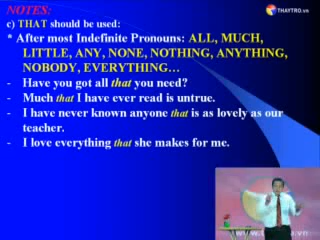 THAYTRO.vn
NOTES:
c) THAT should be used:
* After most Indefinite Pronouns: ALL, MUCH,
LITTLE, ANY, NONE, NOTHING, ANYTHING,
NOBODY, EVERYTHING…
- Have you got all that you need?
- Much that I have ever read is untrue.
- I have never known anyone that is as lovely as our
teacher.
- I love everything that she makes for me.